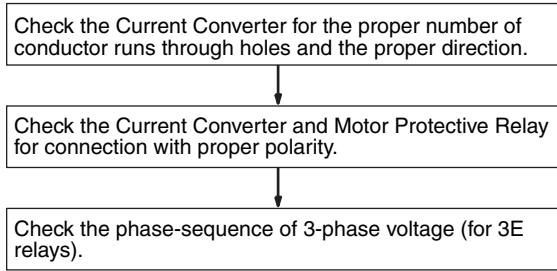 Check the Current Converter for the proper number of
conductor runs through holes and the proper direction.
Check the Current Converter and Motor Protective Relay
for connection with proper polarity.
Check the phase-sequence of 3-phase voltage (for 3E
relays).